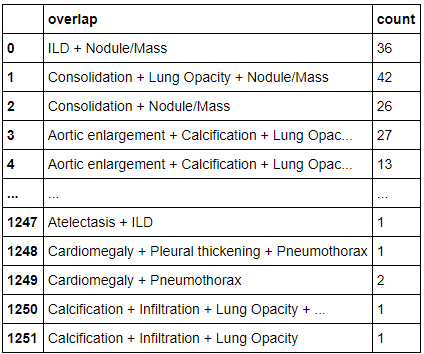 overlap count
0 ILD + Nodule/Mass 36
1 Consolidation + Lung Opacity + Nodule/Mass 42
2 Consolidation + Nodule/Mass 26
3 Aortic enlargement + Calcification + Lung Opac... 27
4 Aortic enlargement + Calcification + Lung Opac... 13
... ... ...
1247 Atelectasis + ILD 1
1248 Cardiomegaly + Pleural thickening + Pneumothorax 1
1249 Cardiomegaly + Pneumothorax 2
1250 Calcification + Infiltration + Lung Opacity + ... 1
1251 Calcification + Infiltration + Lung Opacity 1